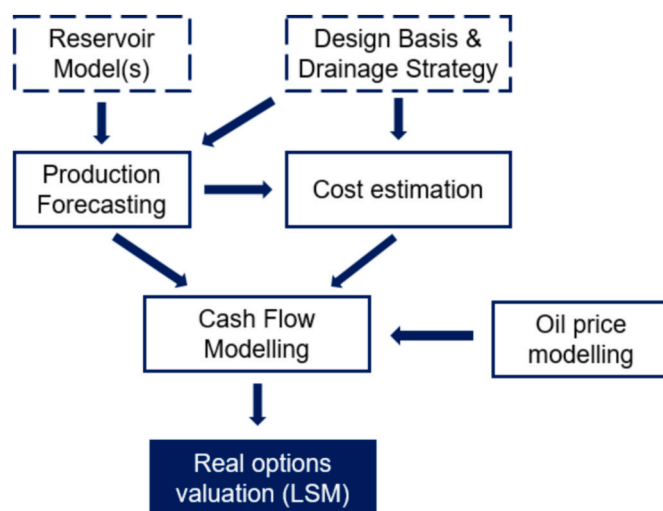 Reservoir
Model(s)
Design Basis &
Drainage Strategy
Production
Forecasting
Cost estimation
Cash Flow
Modelling
Oil price
modelling
Real options
valuation (LSM)